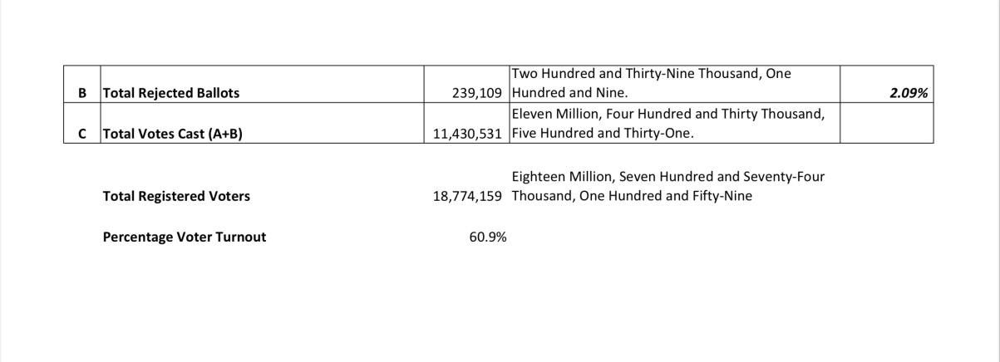 Two Hundred and Thirty-Nine Thousand, One
B Total Rejected Ballots 239,109 Hundred and Nine. 2.09%
Eleven Million, Four Hundred and Thirty Thousand,
C Total Votes Cast (A+B) 11,430,531 Five Hundred and Thirty-One.
Eighteen Million, Seven Hundred and Seventy-Four
Total Registered Voters 18,774,159 Thousand, One Hundred and Fifty-Nine
Percentage Voter Turnout 60.9%